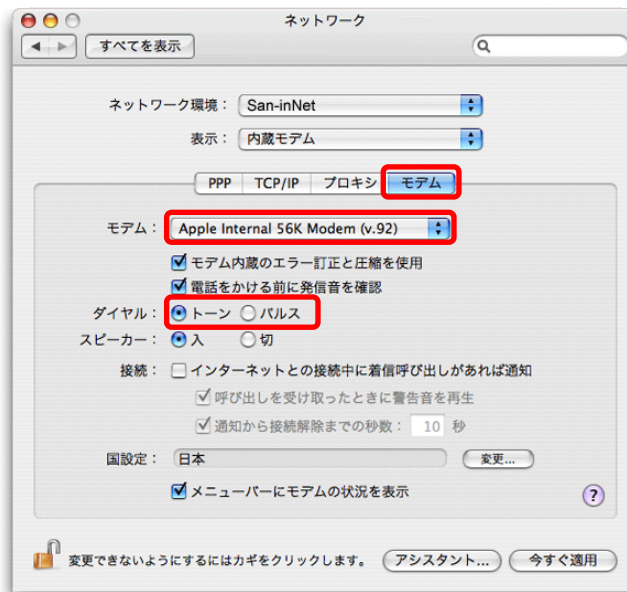 ネットワーク
すべてを表示
ネットワーク環境： San-inNet
表示： 内蔵モデム
PPP TCP/IP プロキシ モデム
モデム： Apple Internal 56K Modem (v.92)
モデム内蔵のエラー訂正と圧縮を使用
電話をかける前に発信音を確認
ダイヤル： トーン パルス
スピーカー： 入 切
接続： インターネットとの接続中に着信呼び出しがあれば通知
呼び出しを受け取ったときに警告音を再生
通知から接続解除までの秒数： 10 秒
国設定： 日本 変更...
メニューバーにモデムの状況を表示
?
変更できないようにするにはカギをクリックします。 アシスタント... 今すぐ適用